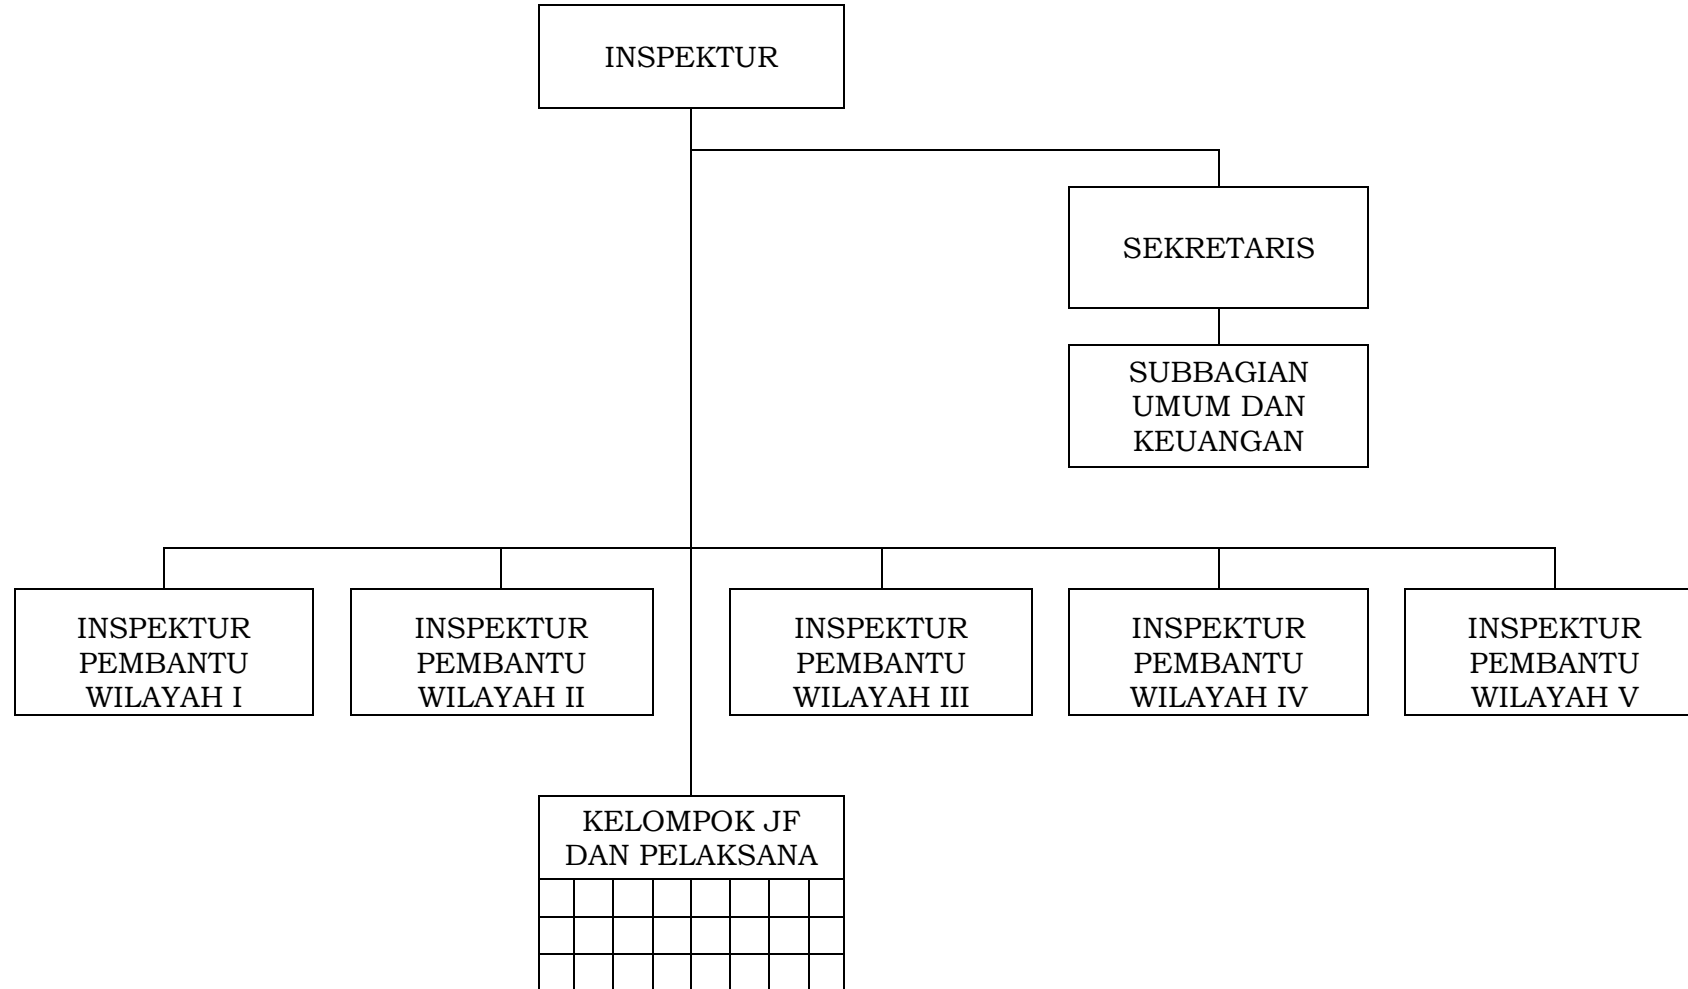 INSPEKTUR
SEKRETARIS
SUBBAGIAN
UMUM DAN
KEUANGAN
INSPEKTUR
PEMBANTU
WILAYAH I
INSPEKTUR
PEMBANTU
WILAYAH II
INSPEKTUR
PEMBANTU
WILAYAH III
INSPEKTUR
PEMBANTU
WILAYAH IV
INSPEKTUR
PEMBANTU
WILAYAH V
KELOMPOK JF
DAN PELAKSANA